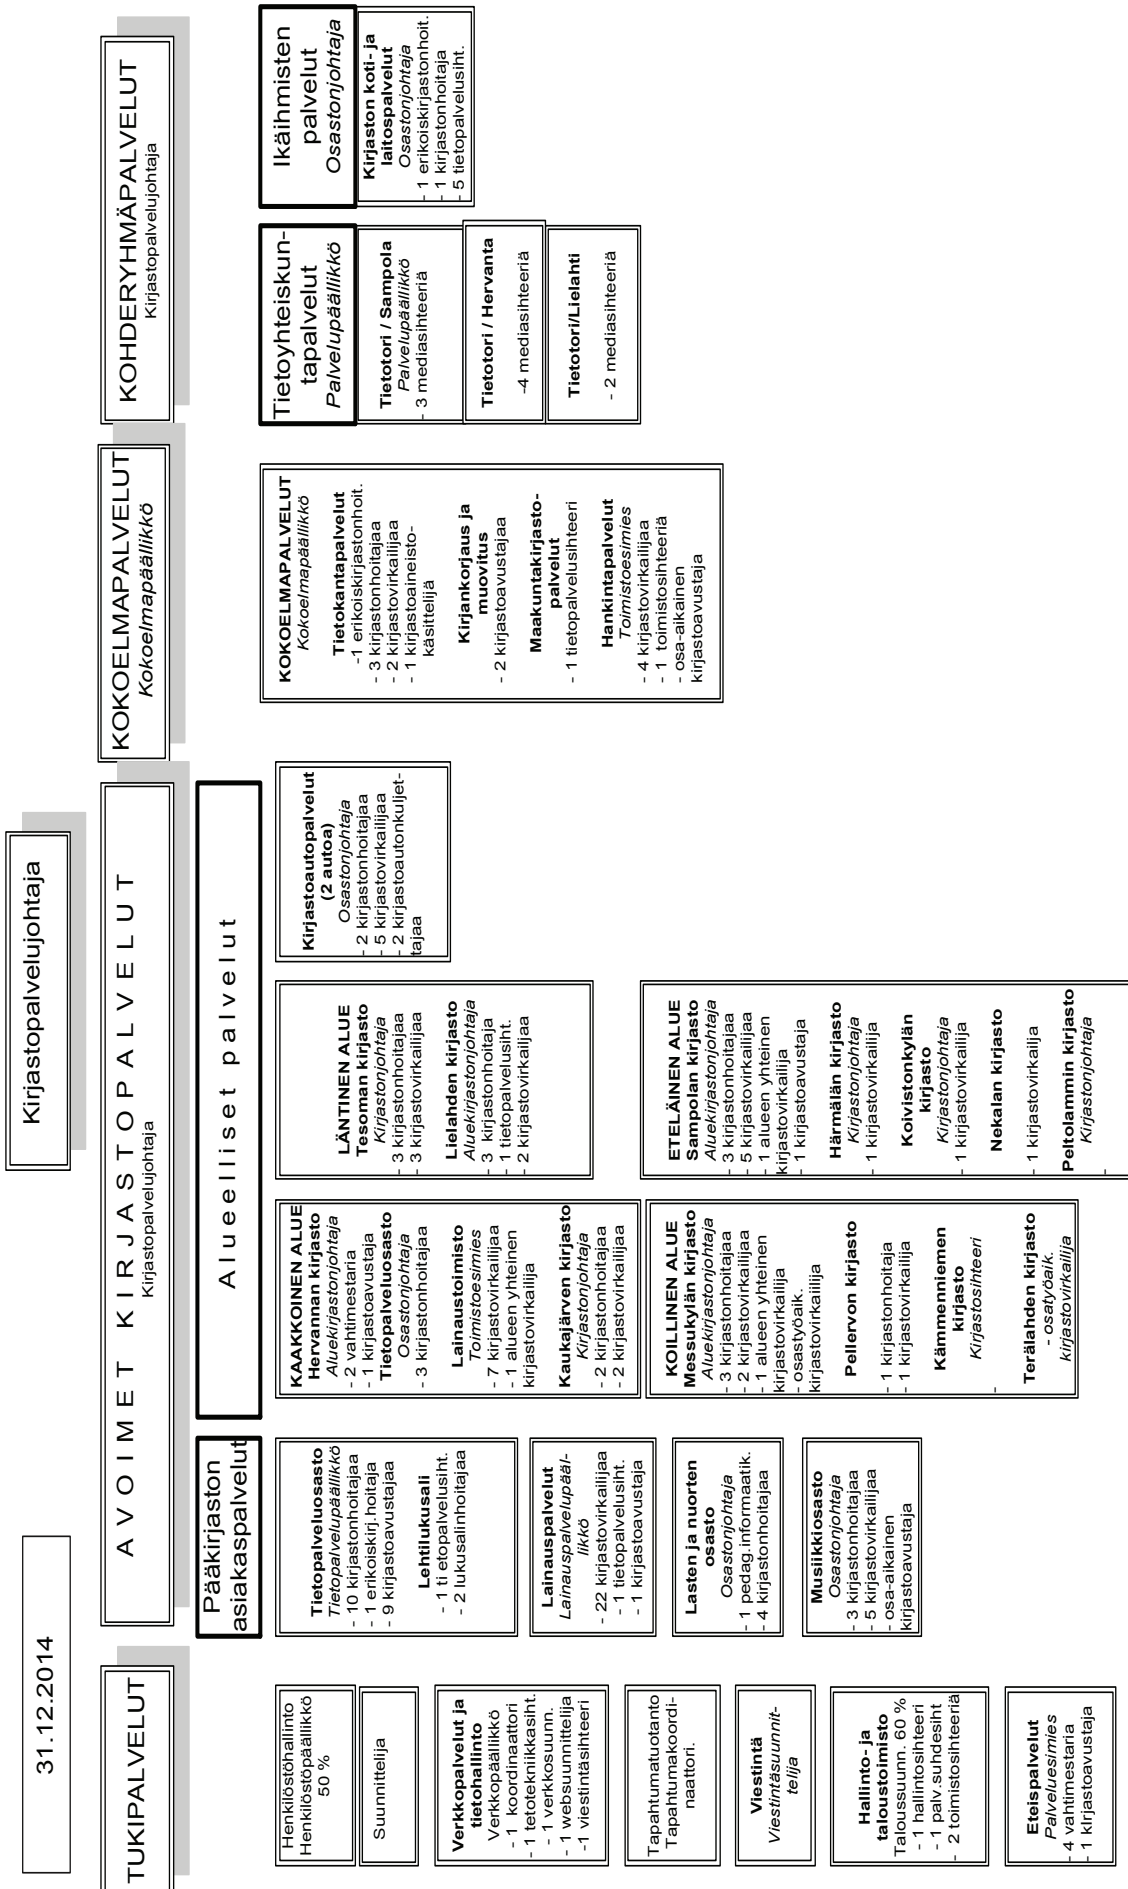 31.12.2014
Kirjastopalvelujohtaja
TUKIPALVELUT
AVOIMET KIRJASTOPALVELUT
Kirjastopalvelujohtaja
KOKOELMAPALVELUT
Kokoelmapäällikkö
KOHDERYHMÄPALVELUT
Kirjastopalvelujohtaja
Henkilöstöhallinto
Henkilöstöpäällikkö
50 %
Suunnittelija
Verkkopalvelut ja
tietohallinto
Verkkopäällikkö
- 1 koordinaattori
- 1 tetotekniikkasiht.
- 1 verkkosuunn.
- 1 websunnittelija
-1 viestintäsihteeri
Tapahtumatuotanto
Tapahtumakoordi-
naattori.
Viestintä
Viestintäsuunnit-
telija
Hallinto- ja
taloustoimisto
Taloussuunn. 60 %
- 1 hallintosihteeri
- 1 palv.suhdesiht
- 2 toimistosihteeriä
Eteispalvelut
Palveluesimies
- 4 vahtimestaria
- 1 kIrjastoavustaja
Pääkirjaston
asiakaspalvelut
Tietopalveluosasto
Tietopalvelupäällikkö
- 10 kirjastonhoitajaa
- 1 erikoiskirj.hoitaja
- 9 kirjastoavustajaa
Lehtilukusali
- 1 ti etopalvelusiht.
- 2 lukusalinhoitajaa
Lainauspalvelut
Lainauspalvelupääl-
likkö
- 22 kirjastovirkailijaa
- 1 tietopalvelusiht.
- 1 kirjastoavustaja
Lasten ja nuorten
osasto
Osastonjohtaja
- 1 pedag.informaatik.
- 4 kirjastonhoitajaa
Musiikkiosasto
Osastonjohtaja
- 3 kirjastonhoitajaa
- 5 kirjastovirkailijaa
- osa-aikainen
kirjastoavustaja
Alueelliset palvelut
KAAKKOINEN ALUE
Hervannan kirjasto
Aluekirjastonjohtaja
- 2 vahtimestaria
- 1 kirjastoavustaja
Tietopalveluosasto
Osastonjohtaja
- 3 kirjastonhoitajaa
Lainaustoimisto
Toimistoesimies
- 7 kirjastovirkailijaa
- 1 alueen yhteinen
kirjastovirkailija
Kaukajärven kirjasto
Kirjastonjohtaja
- 2 kirjastonhoitajaa
- 2 kirjastovirkailijaa
KOILLINEN ALUE
Messukylän kirjasto
Aluekirjastonjohtaja
- 3 kirjastonhoitajaa
- 2 kirjastovirkailijaa
- 1 alueen yhteinen
kirjastovirkailija
- osastyöaik.
kirjastovirkailija
Pellervon kirjasto
- 1 kirjastonhoitaja
- 1 kirjastovirkailija
Kämmenniemen
kirjasto
Kirjastosihteeri
-
Terälahden kirjasto
- osatyöaik.
kirjastovirkailija
LÄNTINEN ALUE
Tesoman kirjasto
Kirjastonjohtaja
- 3 kirjastonhoitajaa
- 3 kirjastovirkailijaa
Lielahden kirjasto
Aluekirjastonjohtaja
- 3 kirjastonhoitaja
- 1 tietopalvelusiht.
- 2 kirjastovirkailjaa
ETELÄINEN ALUE
Sampolan kirjasto
Aluekirjastonjohtaja
- 3 kirjastonhoitajaa
- 5 kirjastovirkailijaa
- 1 alueen yhteinen
kirjastovirkailija
- 1 kirjastoavustaja
Härmälän kirjasto
Kirjastonjohtaja
- 1 kirjastovirkailija
Koivistonkylän
kirjasto
Kirjastonjohtaja
- 1 kirjastovirkailija
Nekalan kirjasto
- 1 kirjastovirkailija
Peltolammin kirjasto
Kirjastonjohtaja
-
Kirjastoautopalvelut
(2 autoa)
Osastonjohtaja
- 2 kirjastonhoitajaa
- 5 kirjastovirkailijaa
- 2 kirjastoautonkuljet-
tajaa
KOKOELMAPALVELUT
Kokoelmapäällikkö
Tietokantapalvelut
-1 erikoiskirjastonhoit.
- 3 kirjastonhoitajaa
- 2 kirjastovirkailijaa
- 1 kirjastoaineisto-
käsittelijä
Kirjankorjaus ja
muovitus
- 2 kirjastoavustajaa
Maakuntakirjasto-
palvelut
- 1 tietopalvelusihteeri
Hankintapalvelut
Toimistoesimies
- 4 kirjastovirkailijaa
- 1 toimistosihteeriä
- osa-aikainen
kirjastoavustaja
Tietoyhteiskun-
tapalvelut
Palvelupäällikkö
Tietotori / Sampola
Palvelupäällikkö
- 3 mediasihteeriä
Tietotori / Hervanta
-4 mediasihteeriä
Tietotori/Lielahti
- 2 mediasihteeriä
Ikäihmisten
palvelut
Osastonjohtaja
Kirjaston koti- ja
laitospalvelut
Osastonjohtaja
- 1 erikoiskirjastonhoit.
- 1 kirjastonhoitaja
- 5 tietopalvelusiht.